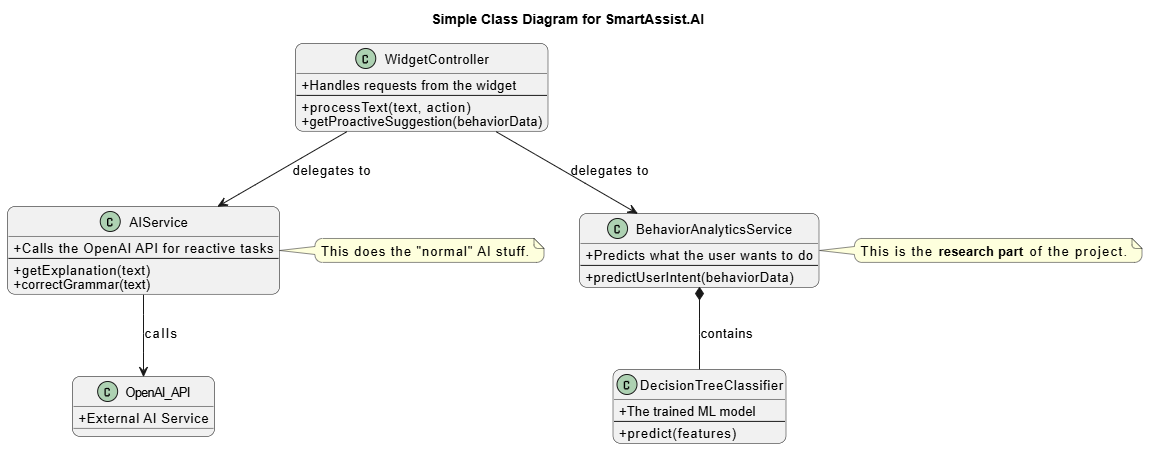 Simple Class Diagram for SmartAssist.AI
C WidgetController
+Handles requests from the widget
+processText(text, action)
+getProactiveSuggestion(behaviorData)
delegates to
delegates to
C AIService
+Calls the OpenAI API for reactive tasks
+getExplanation(text)
+correctGrammar(text)
This does the "normal" AI stuff.
C BehaviorAnalyticsService
+Predicts what the user wants to do
+predictUserIntent(behaviorData)
This is the research part of the project.
calls
contains
C OpenAI_API
+External AI Service
C DecisionTreeClassifier
+The trained ML model
+predict(features)